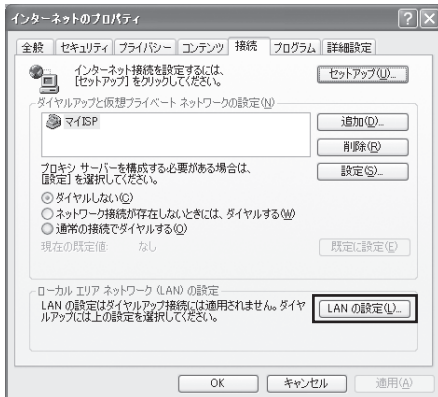 インターネットのプロパティ
全般 セキュリティ プライバシー コンテンツ 接続 プログラム 詳細設定
インターネット接続を設定するには、
[セットアップ] をクリックしてください。
セットアップ(U)...
ダイヤルアップと仮想プライベート ネットワークの設定(N)
マイISP
追加(D)...
削除(R)
プロキシ サーバーを構成する必要がある場合は、
[設定] を選択してください。
設定(S)...
ダイヤルしない(C)
ネットワーク接続が存在しないときには、ダイヤルする(W)
通常の接続でダイヤルする(O)
現在の既定値: なし
既定に設定(E)
ローカル エリア ネットワーク (LAN) の設定
LAN の設定はダイヤルアップ接続には適用されません。ダイヤ
ルアップには上の設定を選択してください。
LAN の設定(L)...
OK キャンセル 適用(A)